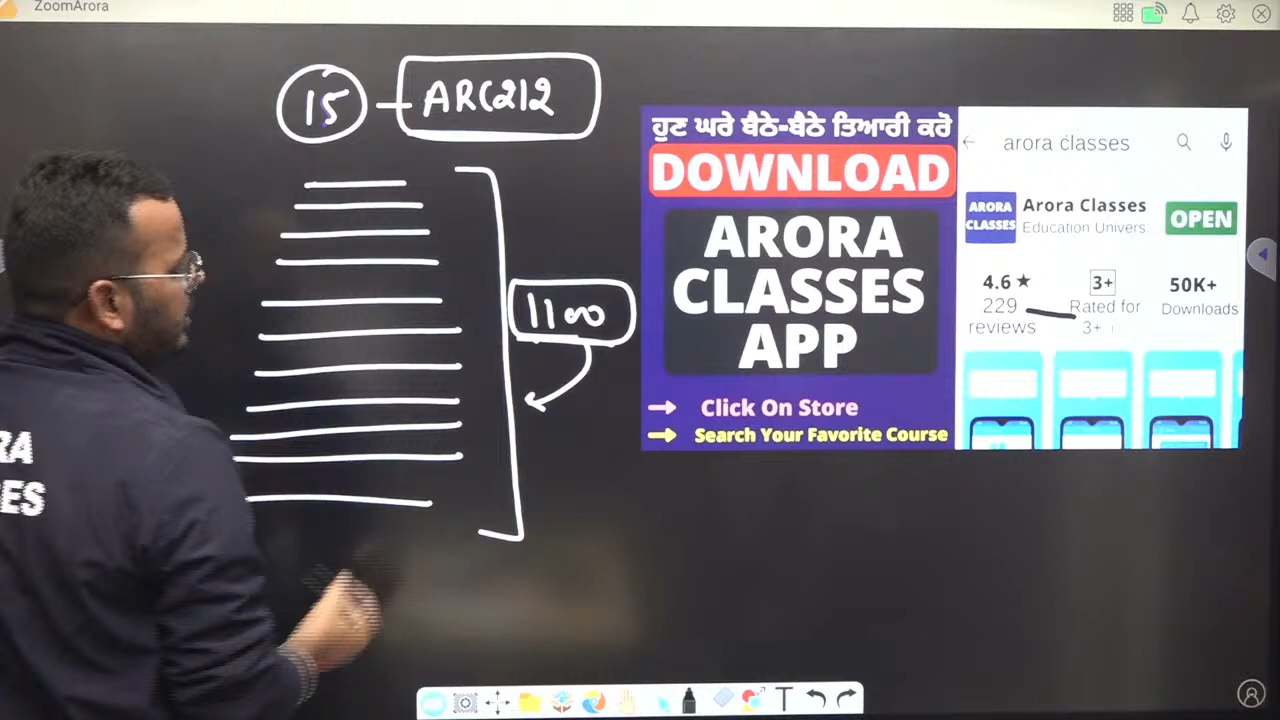 ZoomArora
15 - ARC212
1100
ਹੁਣ ਘਰੇ ਬੈਠੇ-ਬੈਠੇ ਤਿਆਰੀ ਕਰੋ
DOWNLOAD
ARORA
CLASSES
APP
→ Click On Store
→ Search Your Favorite Course
arora classes
ARORA
CLASSES
Arora Classes
Education Univers
OPEN
4.6 ★
229
reviews
3+
Rated for
3+
50K+
Downloads
RA
ES
T